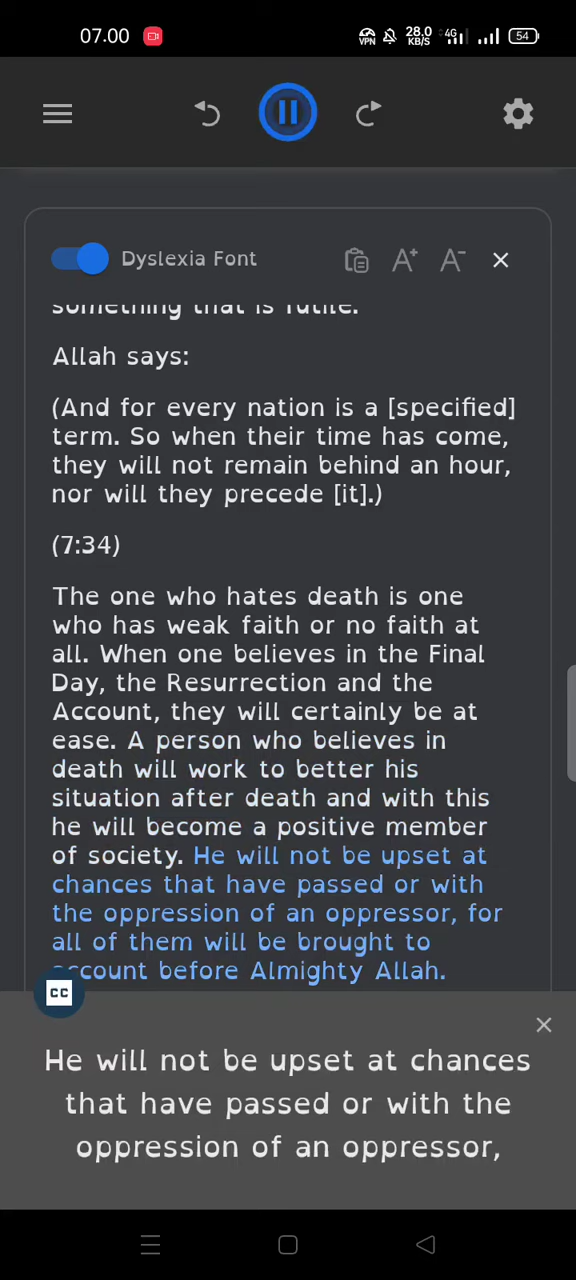 07.00
VPN
28.0
KB/S
4G
54
Dyslexia Font
A+
A-
something that is futile.
Allah says:
(And for every nation is a [specified]
term. So when their time has come,
they will not remain behind an hour,
nor will they precede [it].)
(7:34)
The one who hates death is one
who has weak faith or no faith at
all. When one believes in the Final
Day, the Resurrection and the
Account, they will certainly be at
ease. A person who believes in
death will work to better his
situation after death and with this
he will become a positive member
of society. He will not be upset at
chances that have passed or with
the oppression of an oppressor, for
all of them will be brought to
account before Almighty Allah.
CC
He will not be upset at chances
that have passed or with the
oppression of an oppressor,